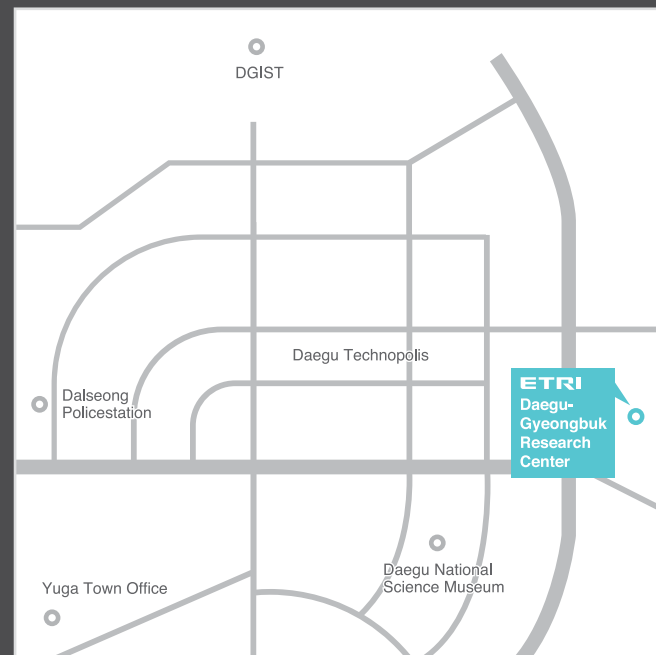 DGIST
Daegu Technopolis
Dalseong
Policestation
ETRI
Daegu-
Gyeongbuk
Research
Center
Daegu National
Science Museum
Yuga Town Office